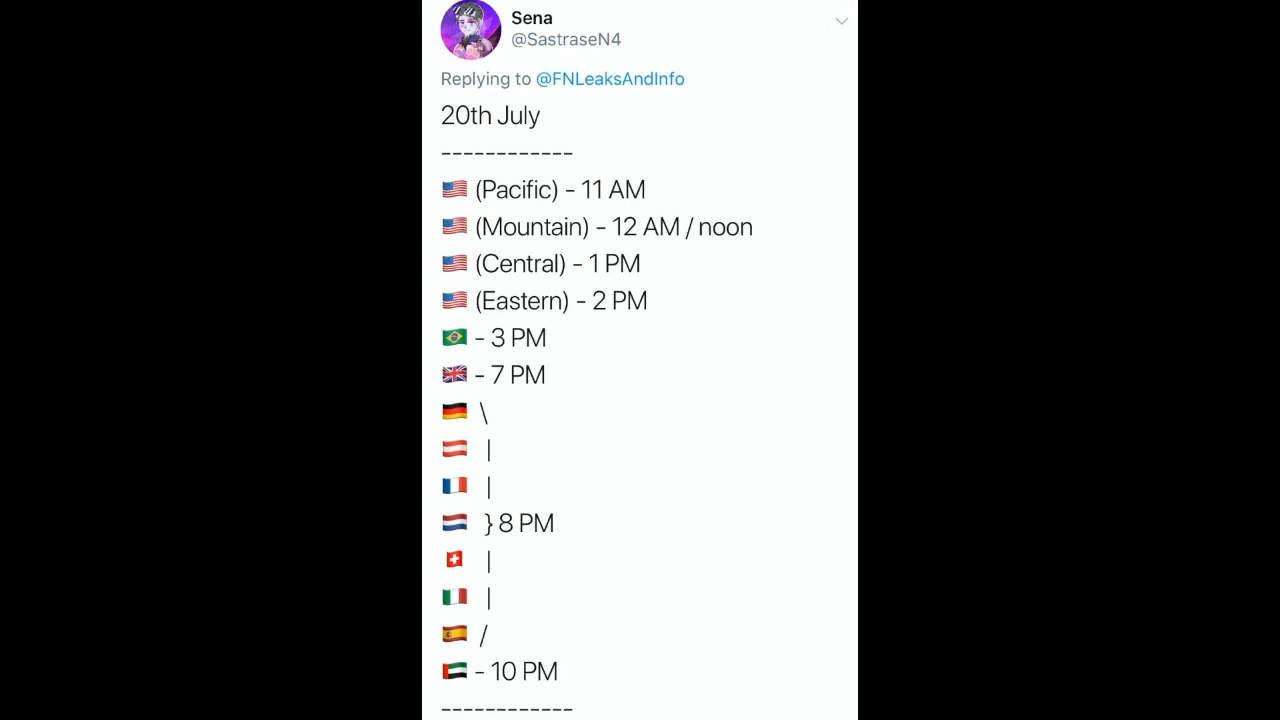 Sena
@SastraseN4
Replying to @FNLeaksAndInfo
20th July
------------
🇺🇸 (Pacific) - 11 AM
🇺🇸 (Mountain) - 12 AM / noon
🇺🇸 (Central) - 1 PM
🇺🇸 (Eastern) - 2 PM
🇧🇷 - 3 PM
🇬🇧 - 7 PM
🇩🇪 \
🇦🇹 |
🇫🇷 |
🇳🇱 } 8 PM
🇨🇭 |
🇮🇹 |
🇪🇸 /
🇦🇪 - 10 PM
------------